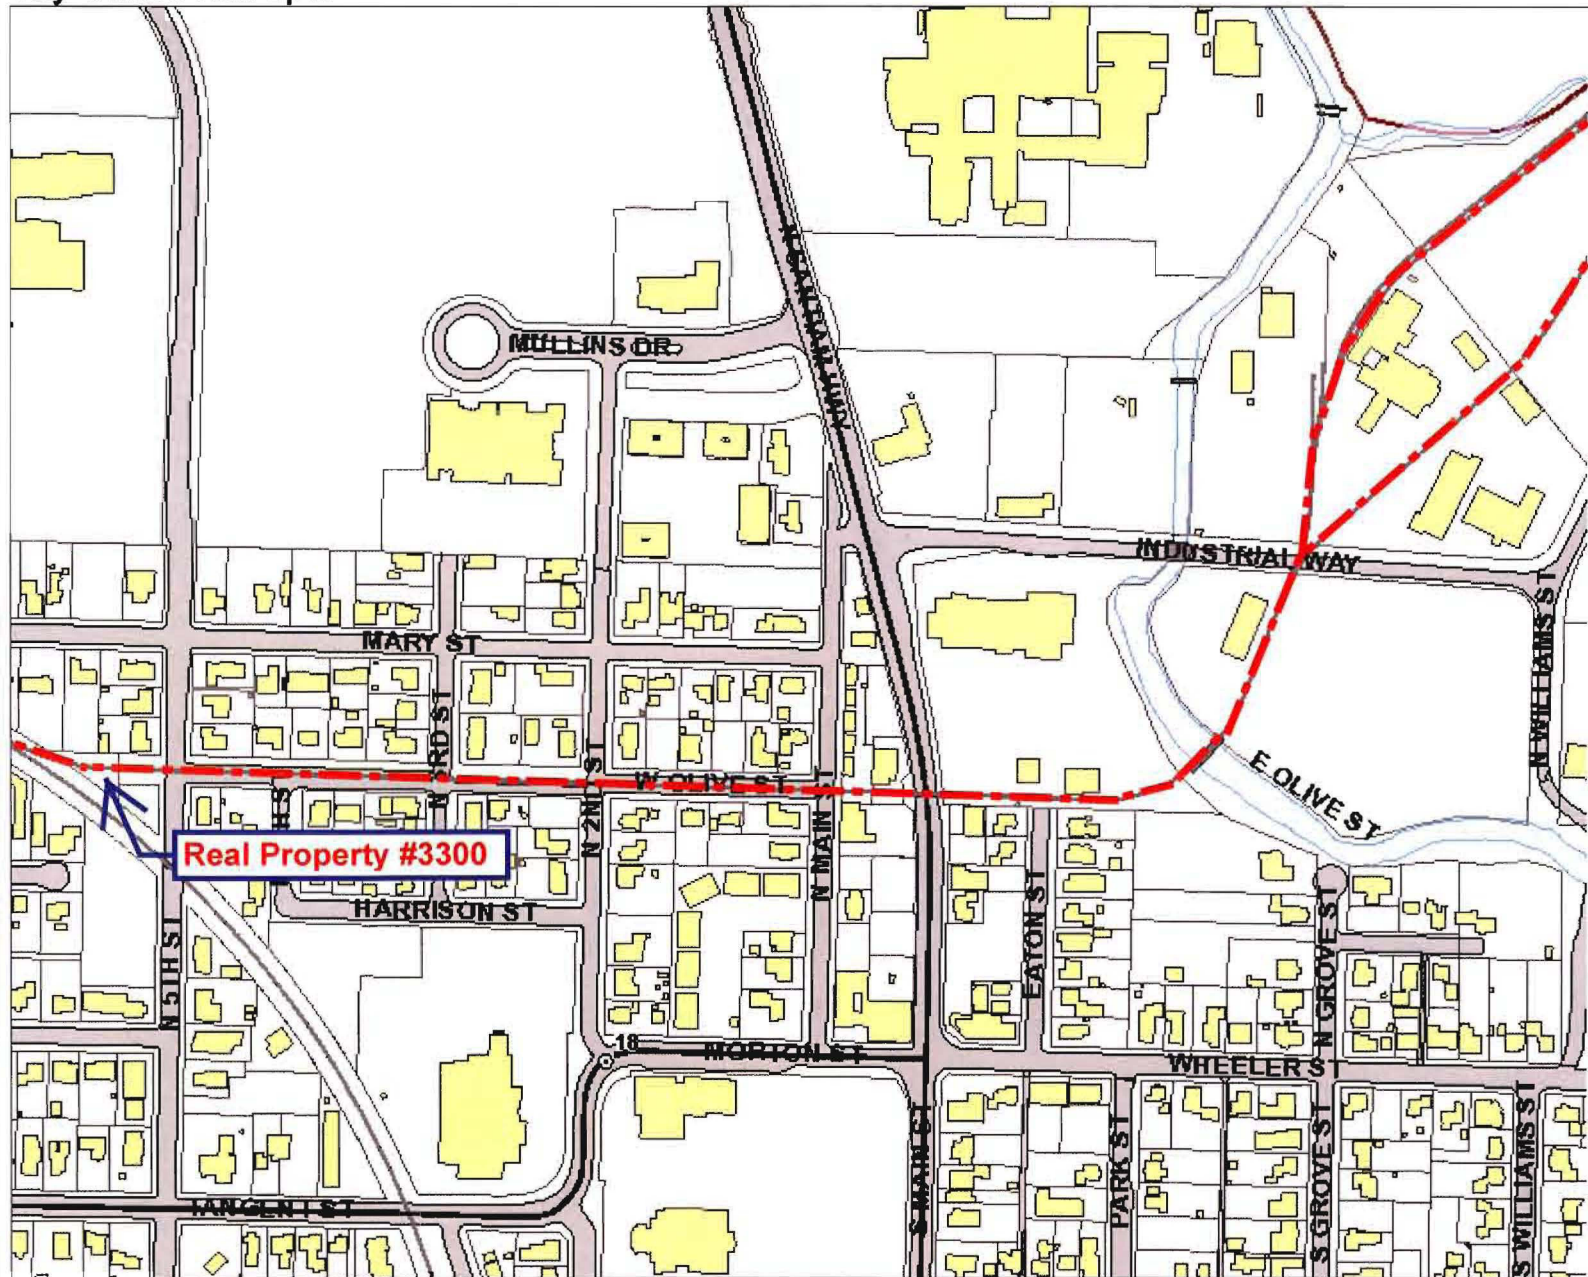 MULLINS DR
N SANTIAM HWY
INDUSTRIAL WAY
N WILLIAMS ST
MARY ST
N 3RD ST
N 2ND ST
W OLIVE ST
N MAIN ST
E OLIVE ST
Real Property #3300
HARRISON ST
N 5TH ST
EATON ST
N GROVE ST
18
MORTON ST
WHEELER ST
S MAIN ST
PARK ST
S GROVE ST
S WILLIAMS ST
TANGENT ST